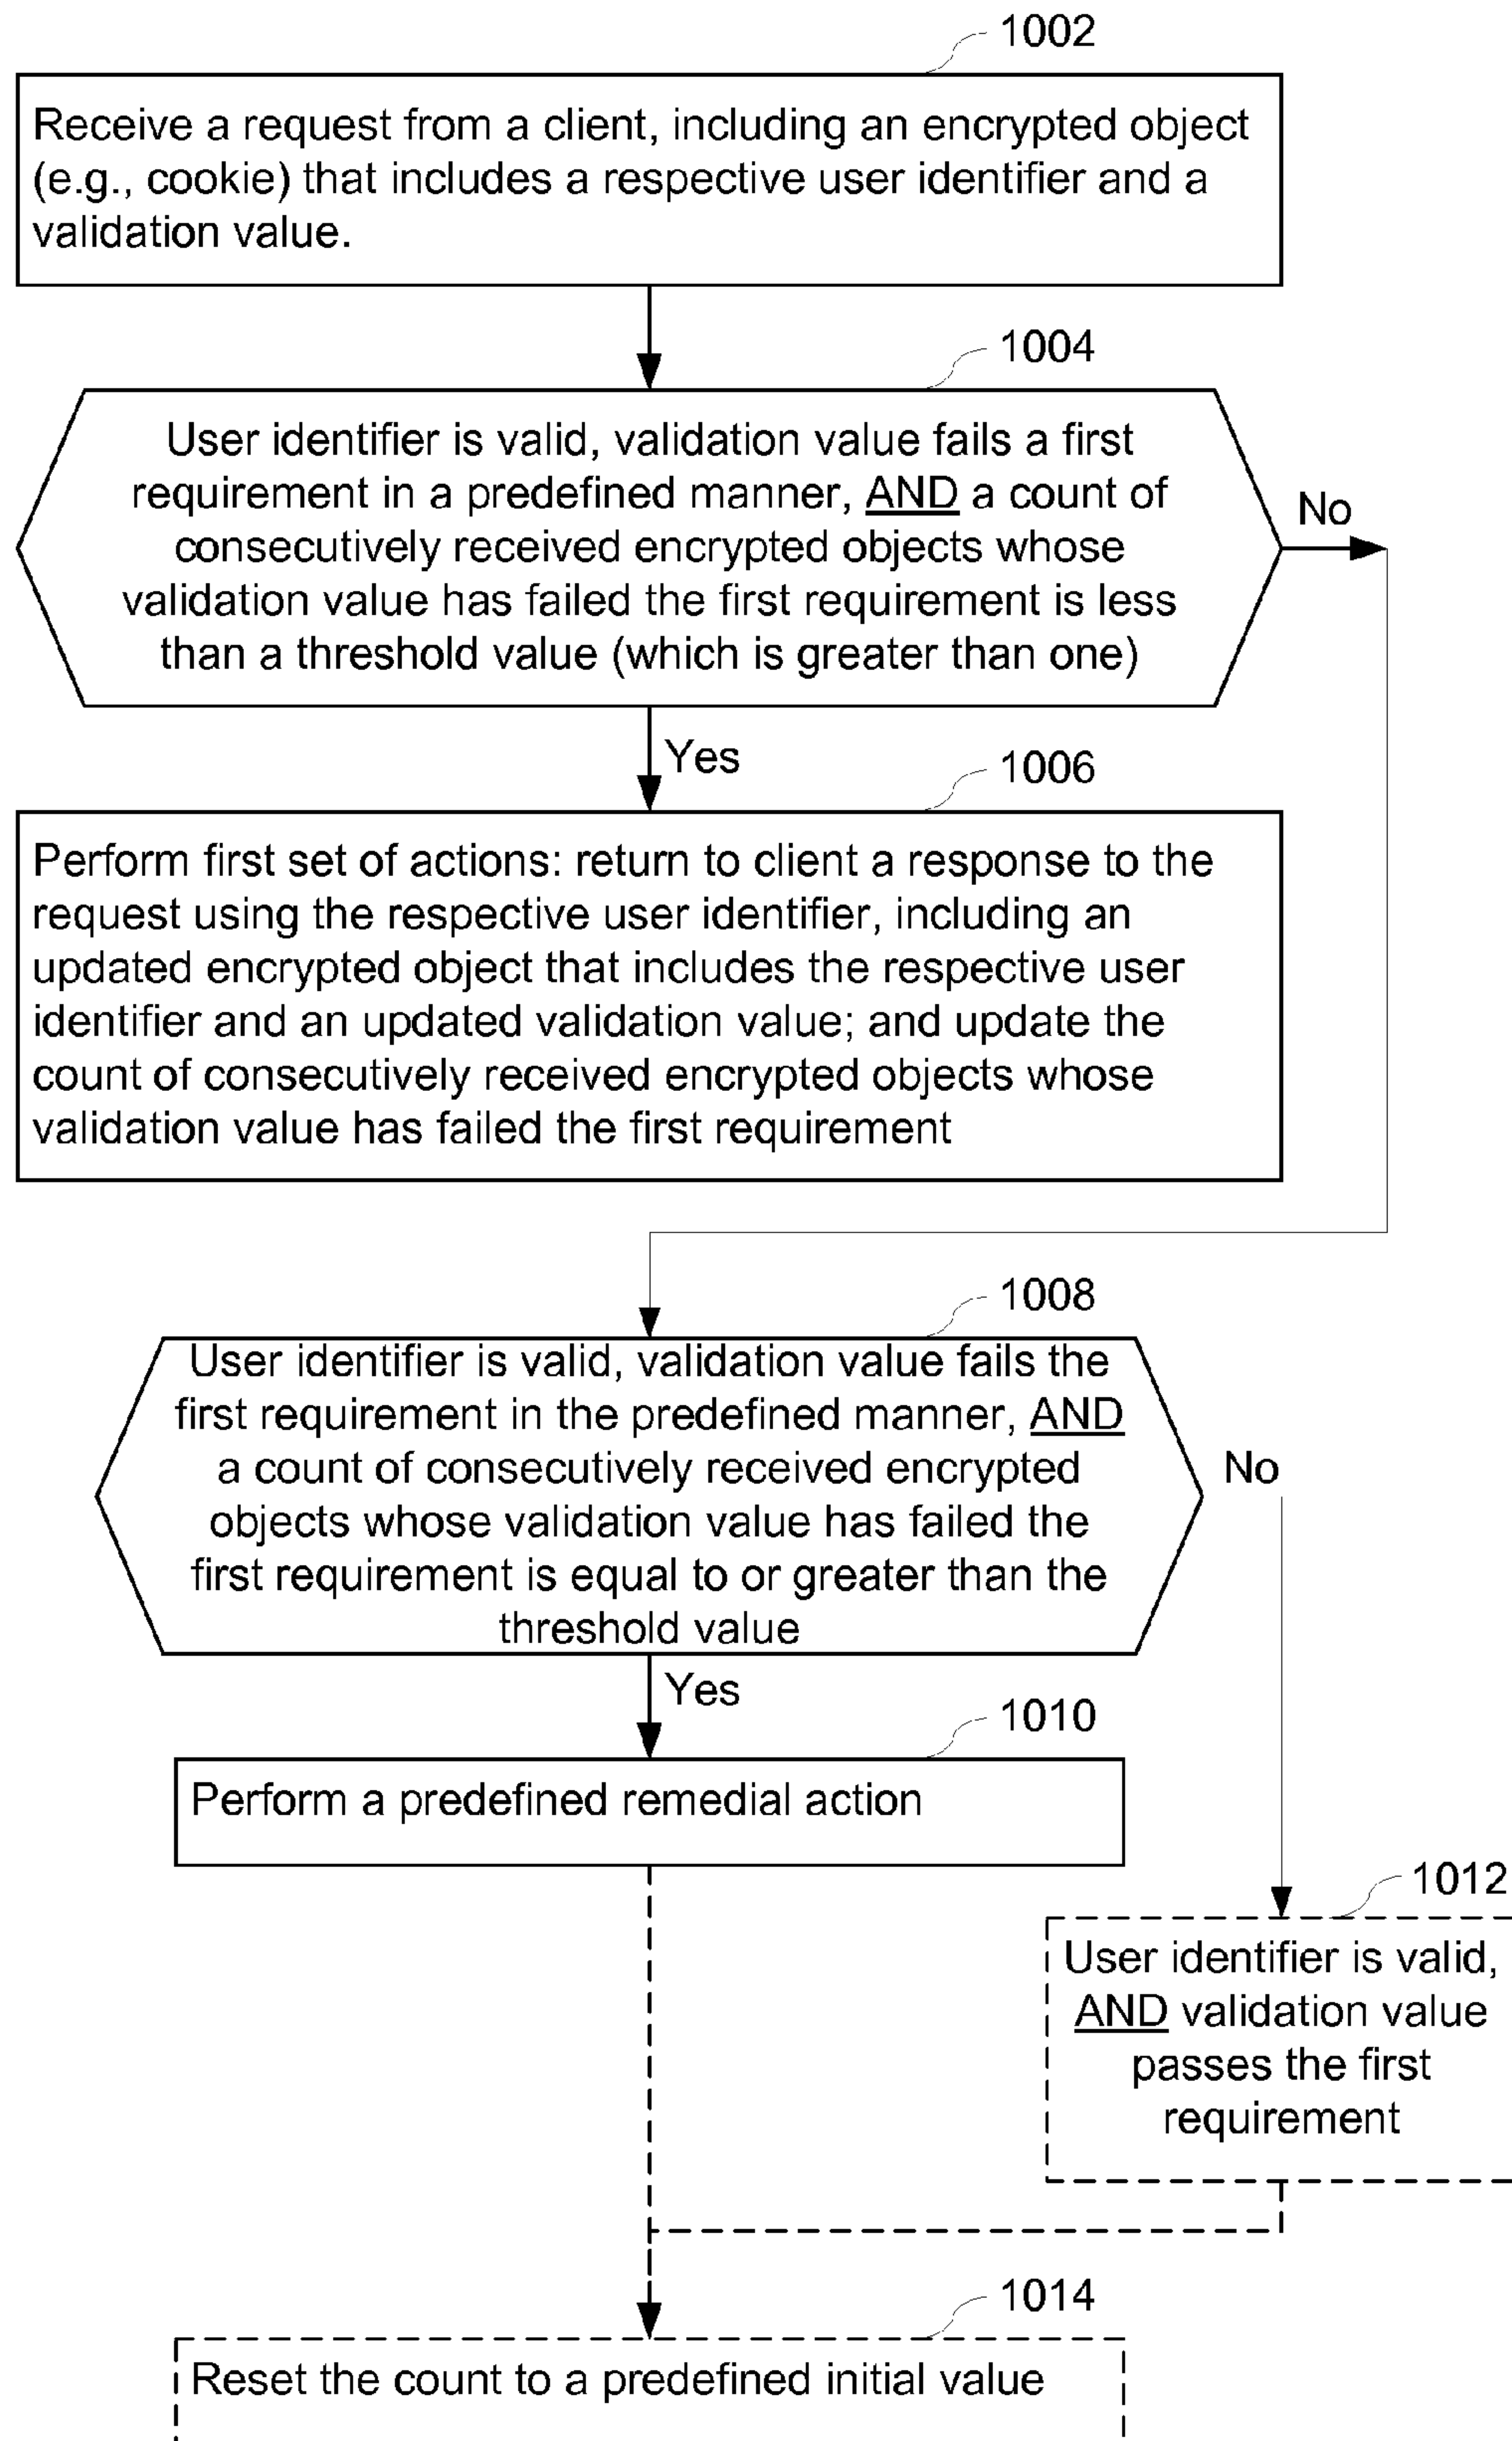 1002
Receive a request from a client, including an encrypted object
(e.g., cookie) that includes a respective user identifier and a
validation value.
1004
User identifier is valid, validation value fails a first
requirement in a predefined manner, AND a count of
consecutively received encrypted objects whose
validation value has failed the first requirement is less
than a threshold value (which is greater than one)
No
Yes
1006
Perform first set of actions: return to client a response to the
request using the respective user identifier, including an
updated encrypted object that includes the respective user
identifier and an updated validation value; and update the
count of consecutively received encrypted objects whose
validation value has failed the first requirement
1008
User identifier is valid, validation value fails the
first requirement in the predefined manner, AND
a count of consecutively received encrypted
objects whose validation value has failed the
first requirement is equal to or greater than the
threshold value
No
Yes
1010
Perform a predefined remedial action
1012
User identifier is valid,
AND validation value
passes the first
requirement
1014
Reset the count to a predefined initial value